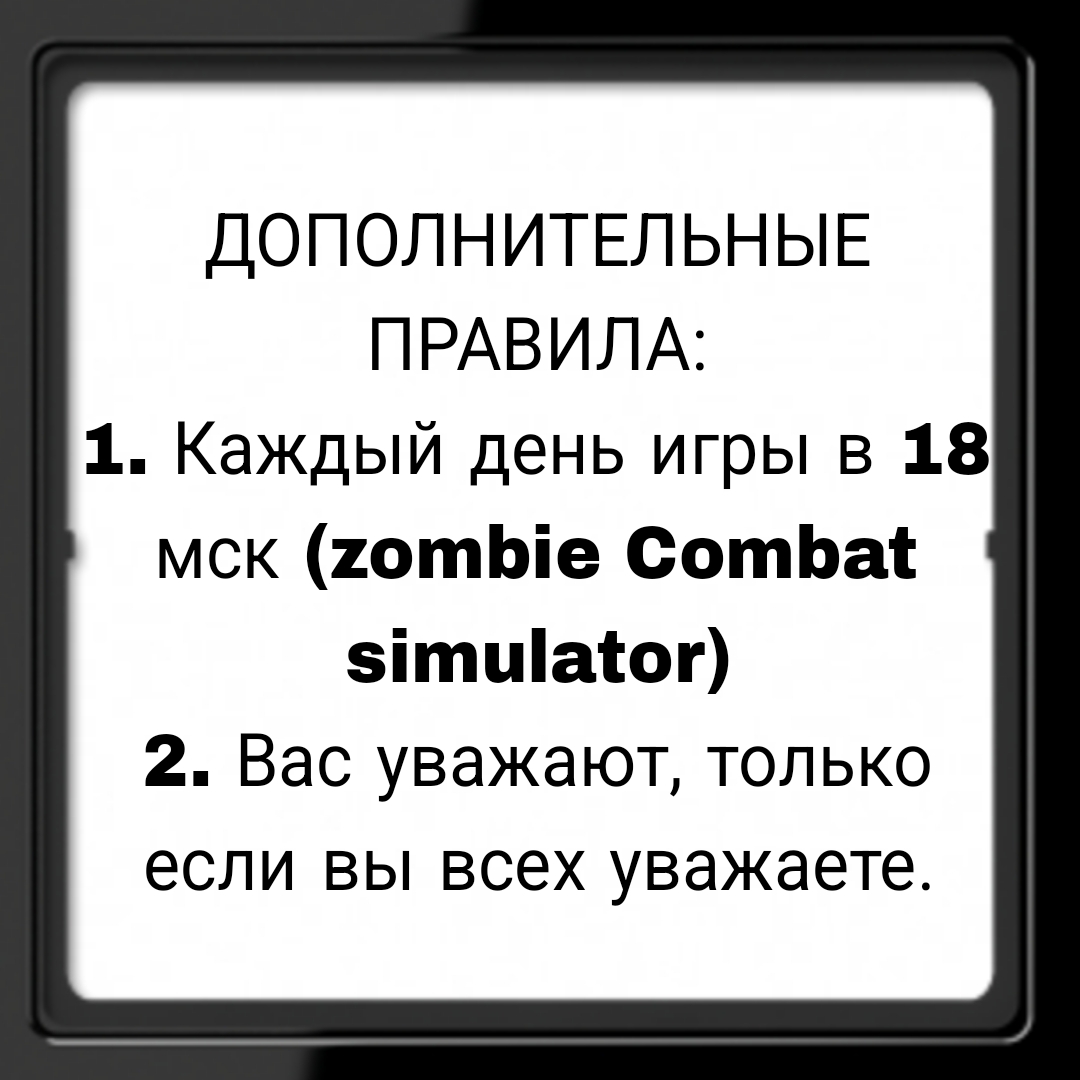 ДОПОЛНИТЕЛЬНЫЕ
ПРАВИЛА:
1. Каждый день игры в 18
мск (zombie Combat
simulator)
2. Вас уважают, только
если вы всех уважаете.